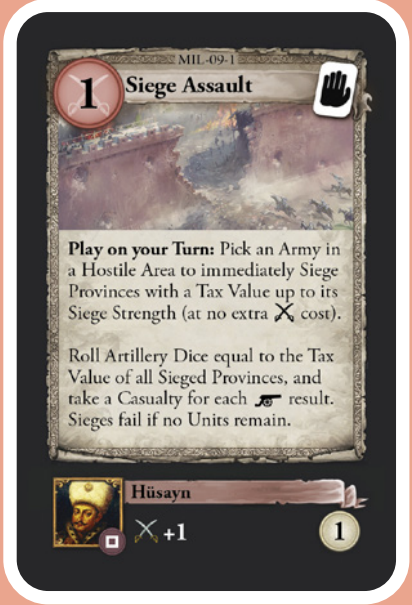 MIL-09-1
1 Siege Assault
Play on your Turn: Pick an Army in
a Hostile Area to immediately Siege
Provinces with a Tax Value up to its
Siege Strength (at no extra cost).
Roll Artillery Dice equal to the Tax
Value of all Sieged Provinces, and
take a Casualty for each result.
Sieges fail if no Units remain.
Hüsayn
+1
1